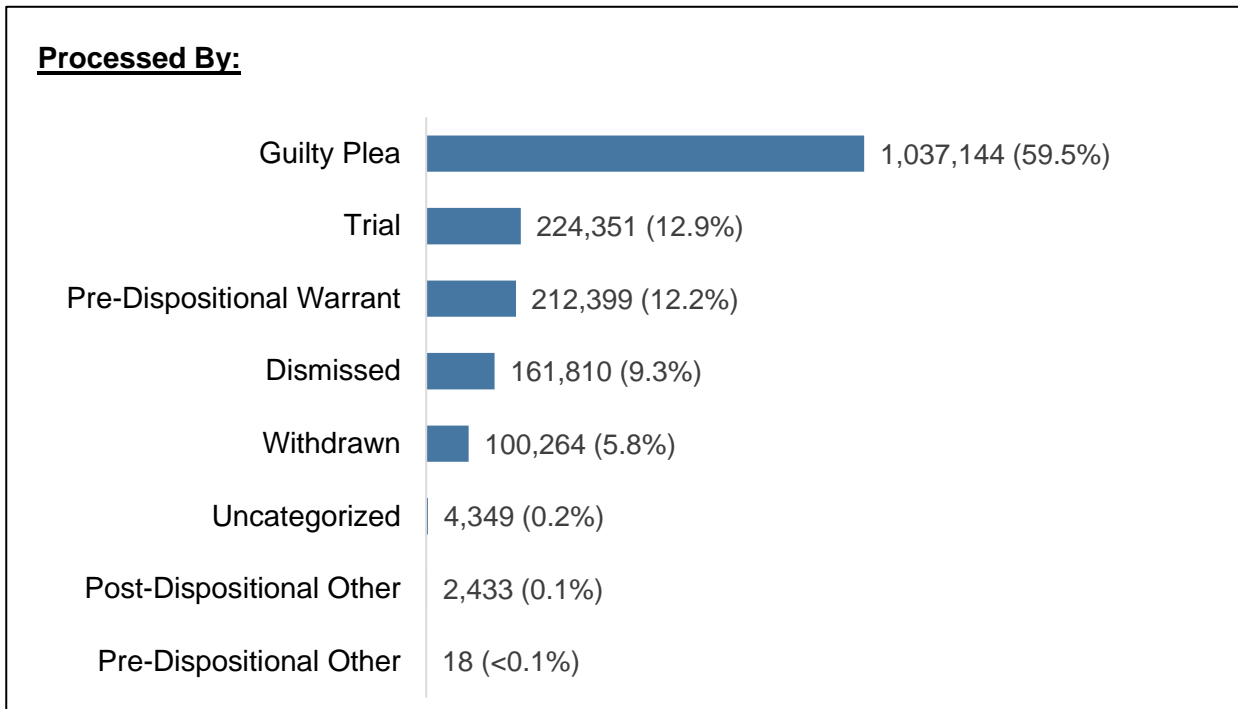 Processed By:
Guilty Plea 1,037,144 (59.5%)
Trial 224,351 (12.9%)
Pre-Dispositional Warrant 212,399 (12.2%)
Dismissed 161,810 (9.3%)
Withdrawn 100,264 (5.8%)
Uncategorized 4,349 (0.2%)
Post-Dispositional Other 2,433 (0.1%)
Pre-Dispositional Other 18 (<0.1%)